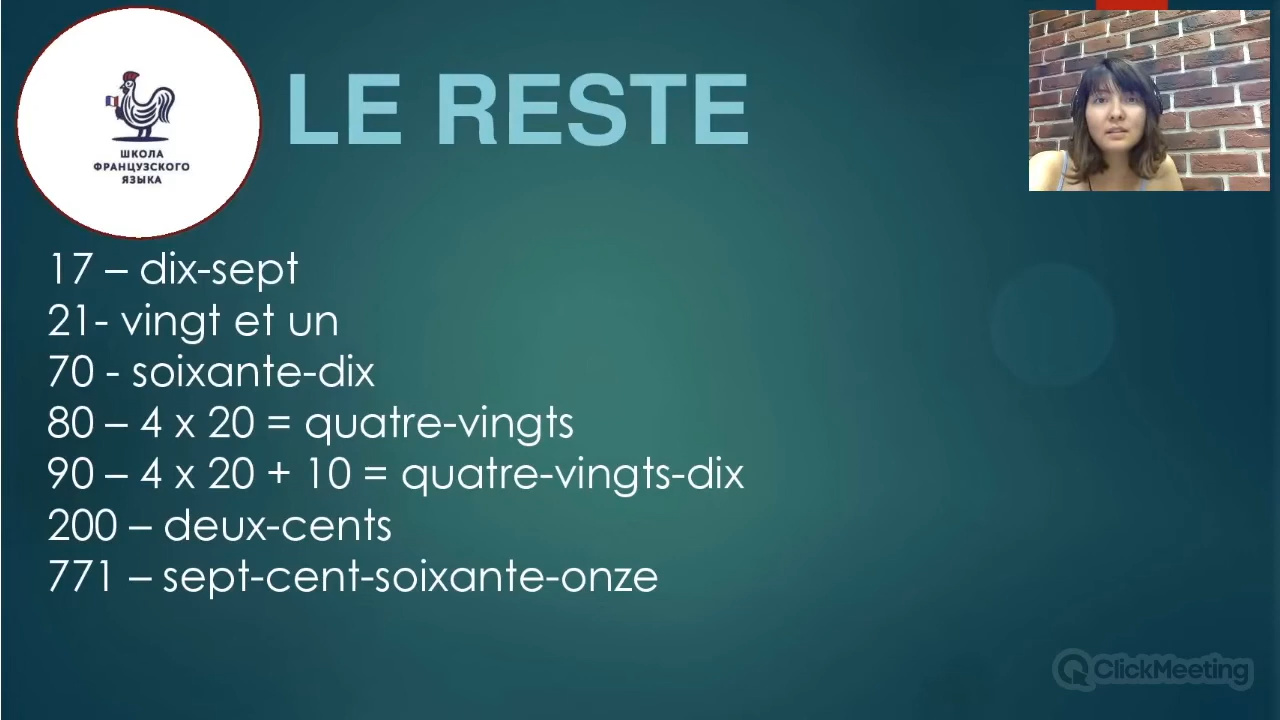 ШКОЛА
ФРАНЦУЗСКОГО
ЯЗЫКА
LE RESTE
17 – dix-sept
21- vingt et un
70 - soixante-dix
80 – 4 x 20 = quatre-vingts
90 – 4 x 20 + 10 = quatre-vingts-dix
200 – deux-cents
771 – sept-cent-soixante-onze
ClickMeeting